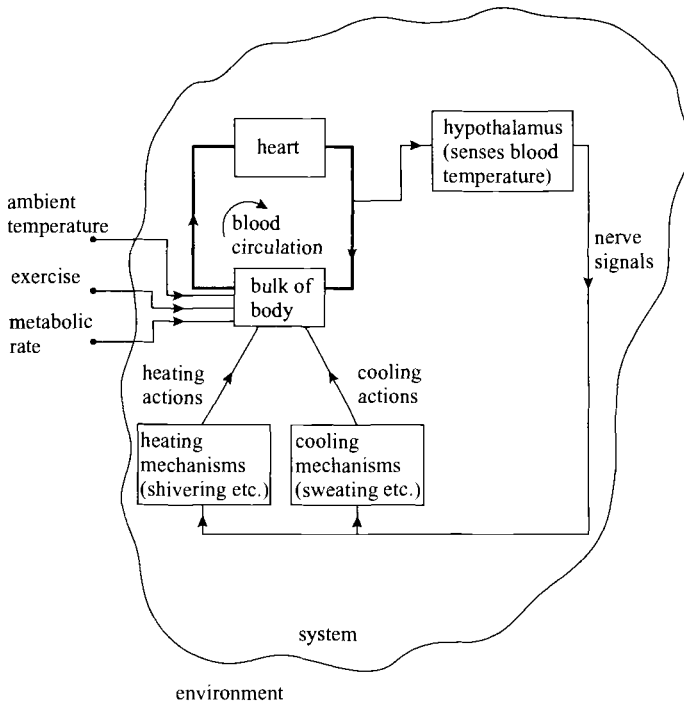 heart
hypothalamus
(senses blood
temperature)
ambient
temperature
blood
circulation
nerve
signals
exercise
bulk of
body
metabolic
rate
heating
actions
cooling
actions
heating
mechanisms
(shivering etc.)
cooling
mechanisms
(sweating etc.)
system
environment